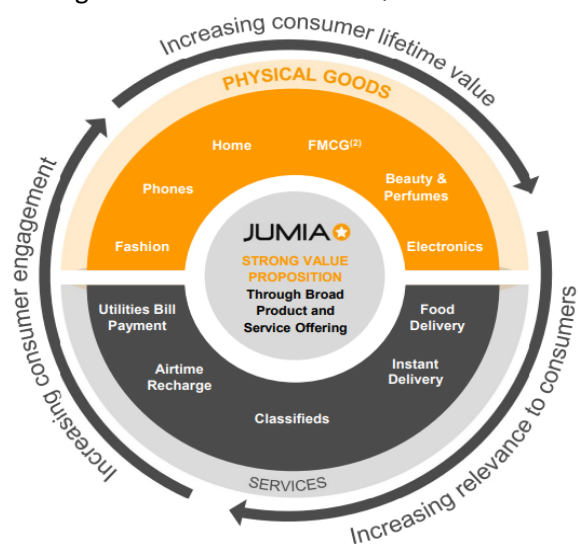 Increasing consumer lifetime value
PHYSICAL GOODS
Home
FMCG(2)
Phones
Beauty &
Perfumes
Fashion
Electronics
JUMIA
STRONG VALUE
PROPOSITION
Through Broad
Product and
Service Offering
Utilities Bill
Payment
Food
Delivery
Airtime
Recharge
Instant
Delivery
Classifieds
SERVICES
Increasing consumer engagement
Increasing relevance to consumers